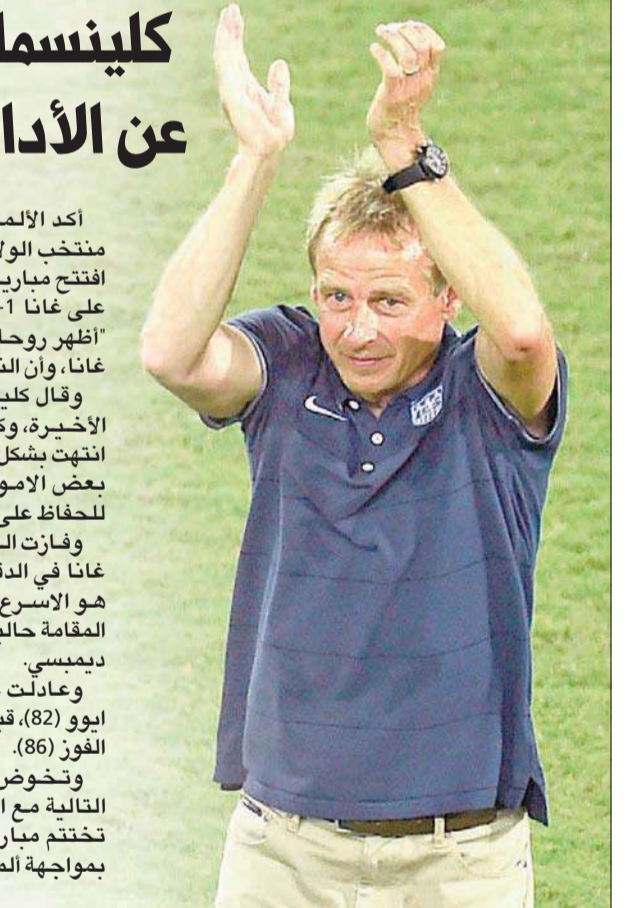 كلينسما
عن الأدا
أكد الألم
منتخب الولا
افتتح مباري
على غانا 1-
"أظهر روحا
غانا، وأن الن
وقال كلي
الأخيرة، وك
انتهت بشكل
بعض الامو
للحفاظ على
وفازت ال
غانا في الدق
هو الاسرع
المقامة حالي
ديمبسي.
وعادلت
ايوو (82)، قب
الفوز (86).
وتخوض
التالية مع ا
تختتم مبار
بمواجهة ألم